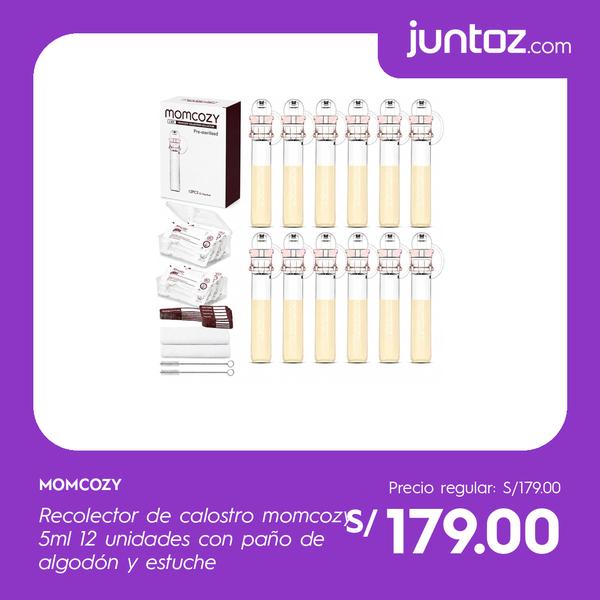 juntoz.com
momcozy
Pre-sterilised
MOMCOZY
Precio regular: S/179.00
Recolector de calostro momcozy
5ml 12 unidades con paño de
algodón y estuche
S/ 179.00